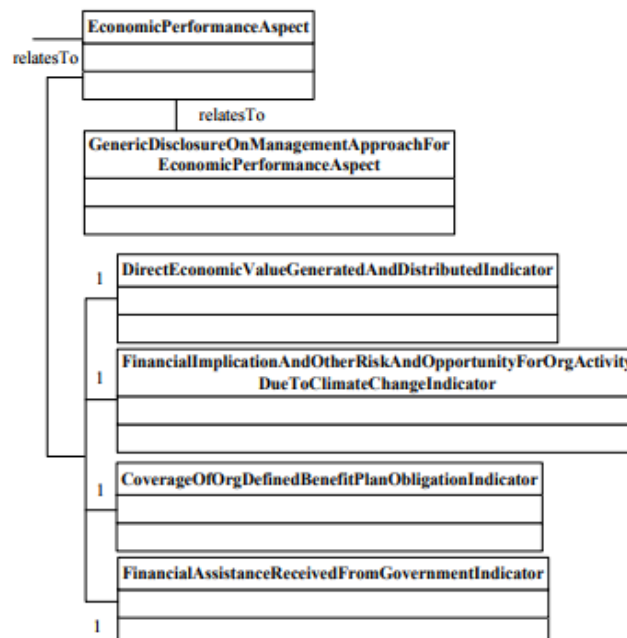 EconomicPerformanceAspect
relatesTo
relatesTo
GenericDisclosureOnManagementApproachFor
EconomicPerformanceAspect
1
DirectEconomicValueGeneratedAndDistributedIndicator
1
FinancialImplicationAndOtherRiskAndOpportunityForOrgActivity
DueToClimateChangeIndicator
1
CoverageOfOrgDefinedBenefitPlanObligationIndicator
FinancialAssistanceReceivedFromGovernmentIndicator
1